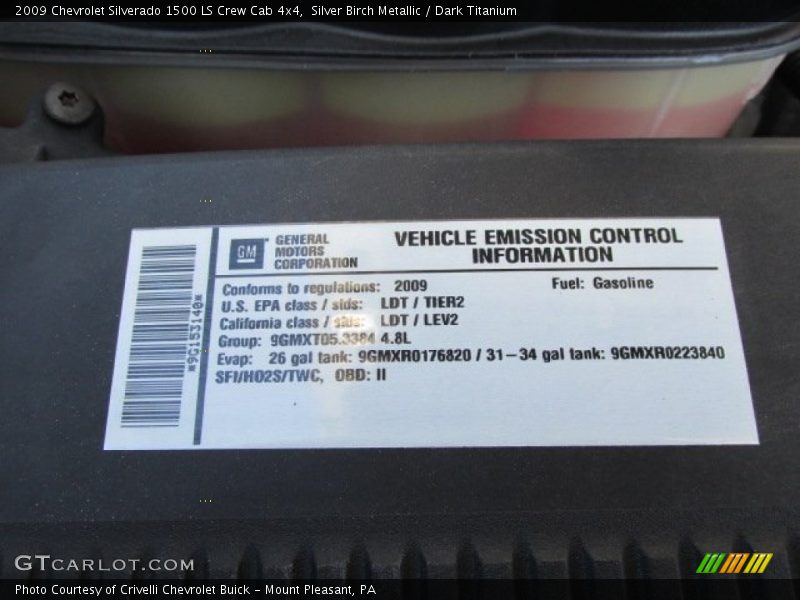 2009 Chevrolet Silverado 1500 LS Crew Cab 4x4, Silver Birch Metallic / Dark Titanium
GM
GENERAL
MOTORS
CORPORATION
VEHICLE EMISSION CONTROL
INFORMATION
Conforms to regulations: 2009 Fuel: Gasoline
U.S. EPA class / stds: LDT / TIER2
California class / stds: LDT / LEV2
Group: 9GMXT05.3384 4.8L
Evap: 26 gal tank: 9GMXR0176820 / 31-34 gal tank: 9GMXR0223840
SFI/HO2S/TWC, OBD: II
*9G153140*
GTCARLOT.COM
Photo Courtesy of Crivelli Chevrolet Buick - Mount Pleasant, PA